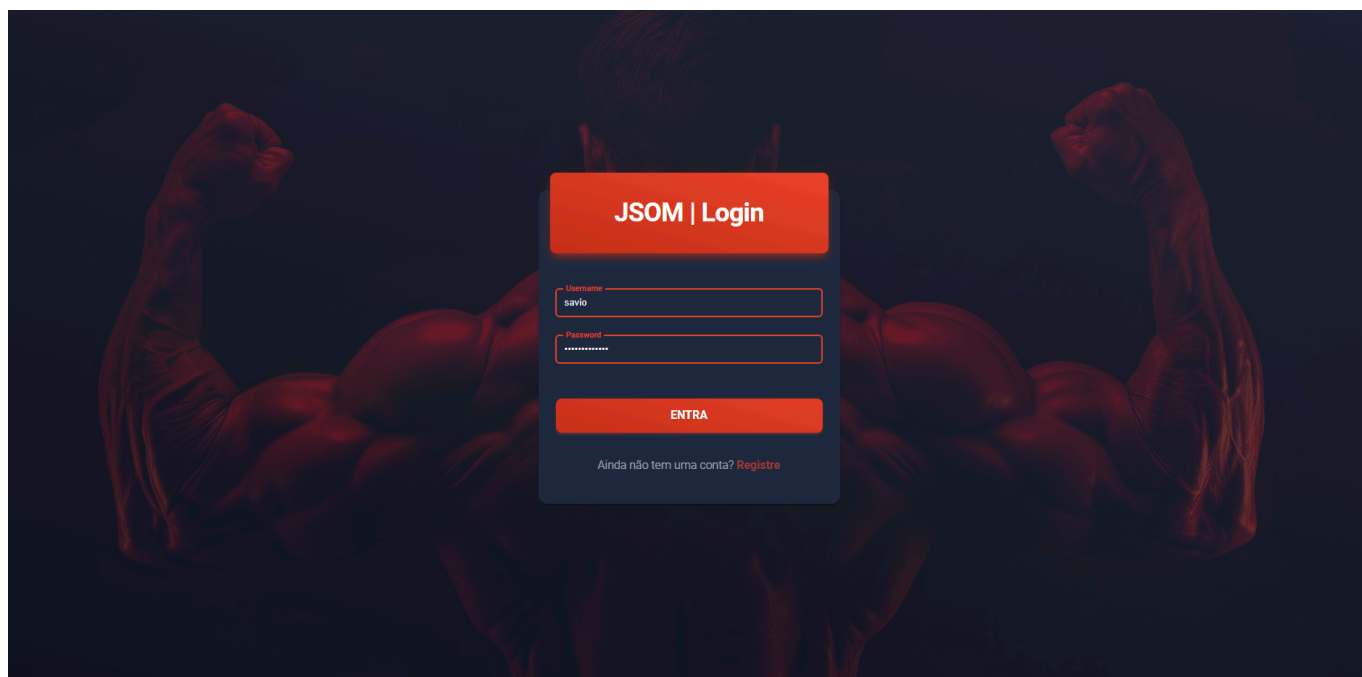 JSOM | Login
Username
savio
Password
•••••••••••••
ENTRA
Ainda não tem uma conta? Registre